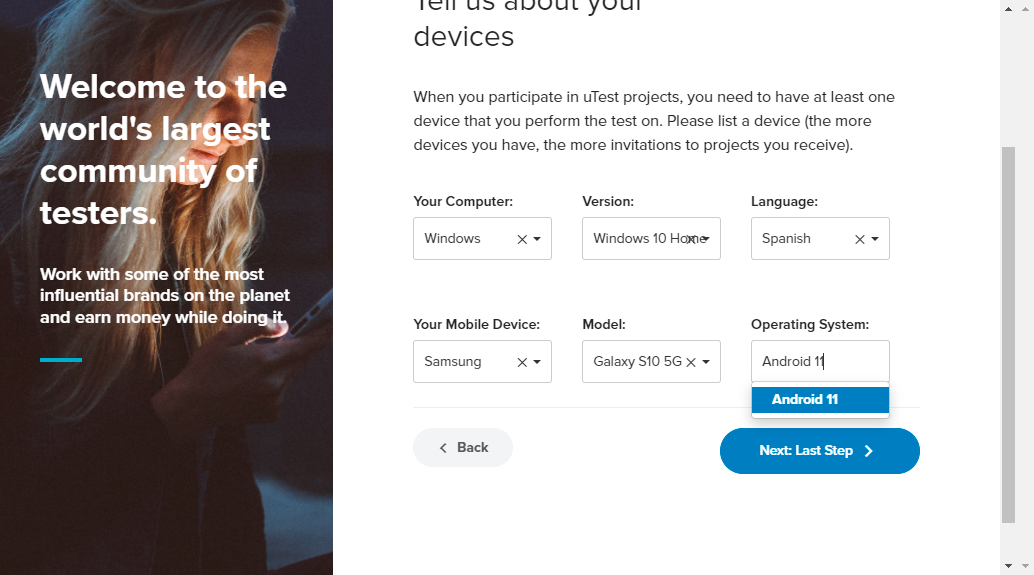 Welcome to the
world's largest
community of
testers.
Work with some of the most
influential brands on the planet
and earn money while doing it.
Tell us about your
devices
When you participate in uTest projects, you need to have at least one
device that you perform the test on. Please list a device (the more
devices you have, the more invitations to projects you receive).
Your Computer: Version: Language:
Windows Windows 10 Home Spanish
Your Mobile Device: Model: Operating System:
Samsung Galaxy S10 5G Android 11
Android 11
Back Next: Last Step